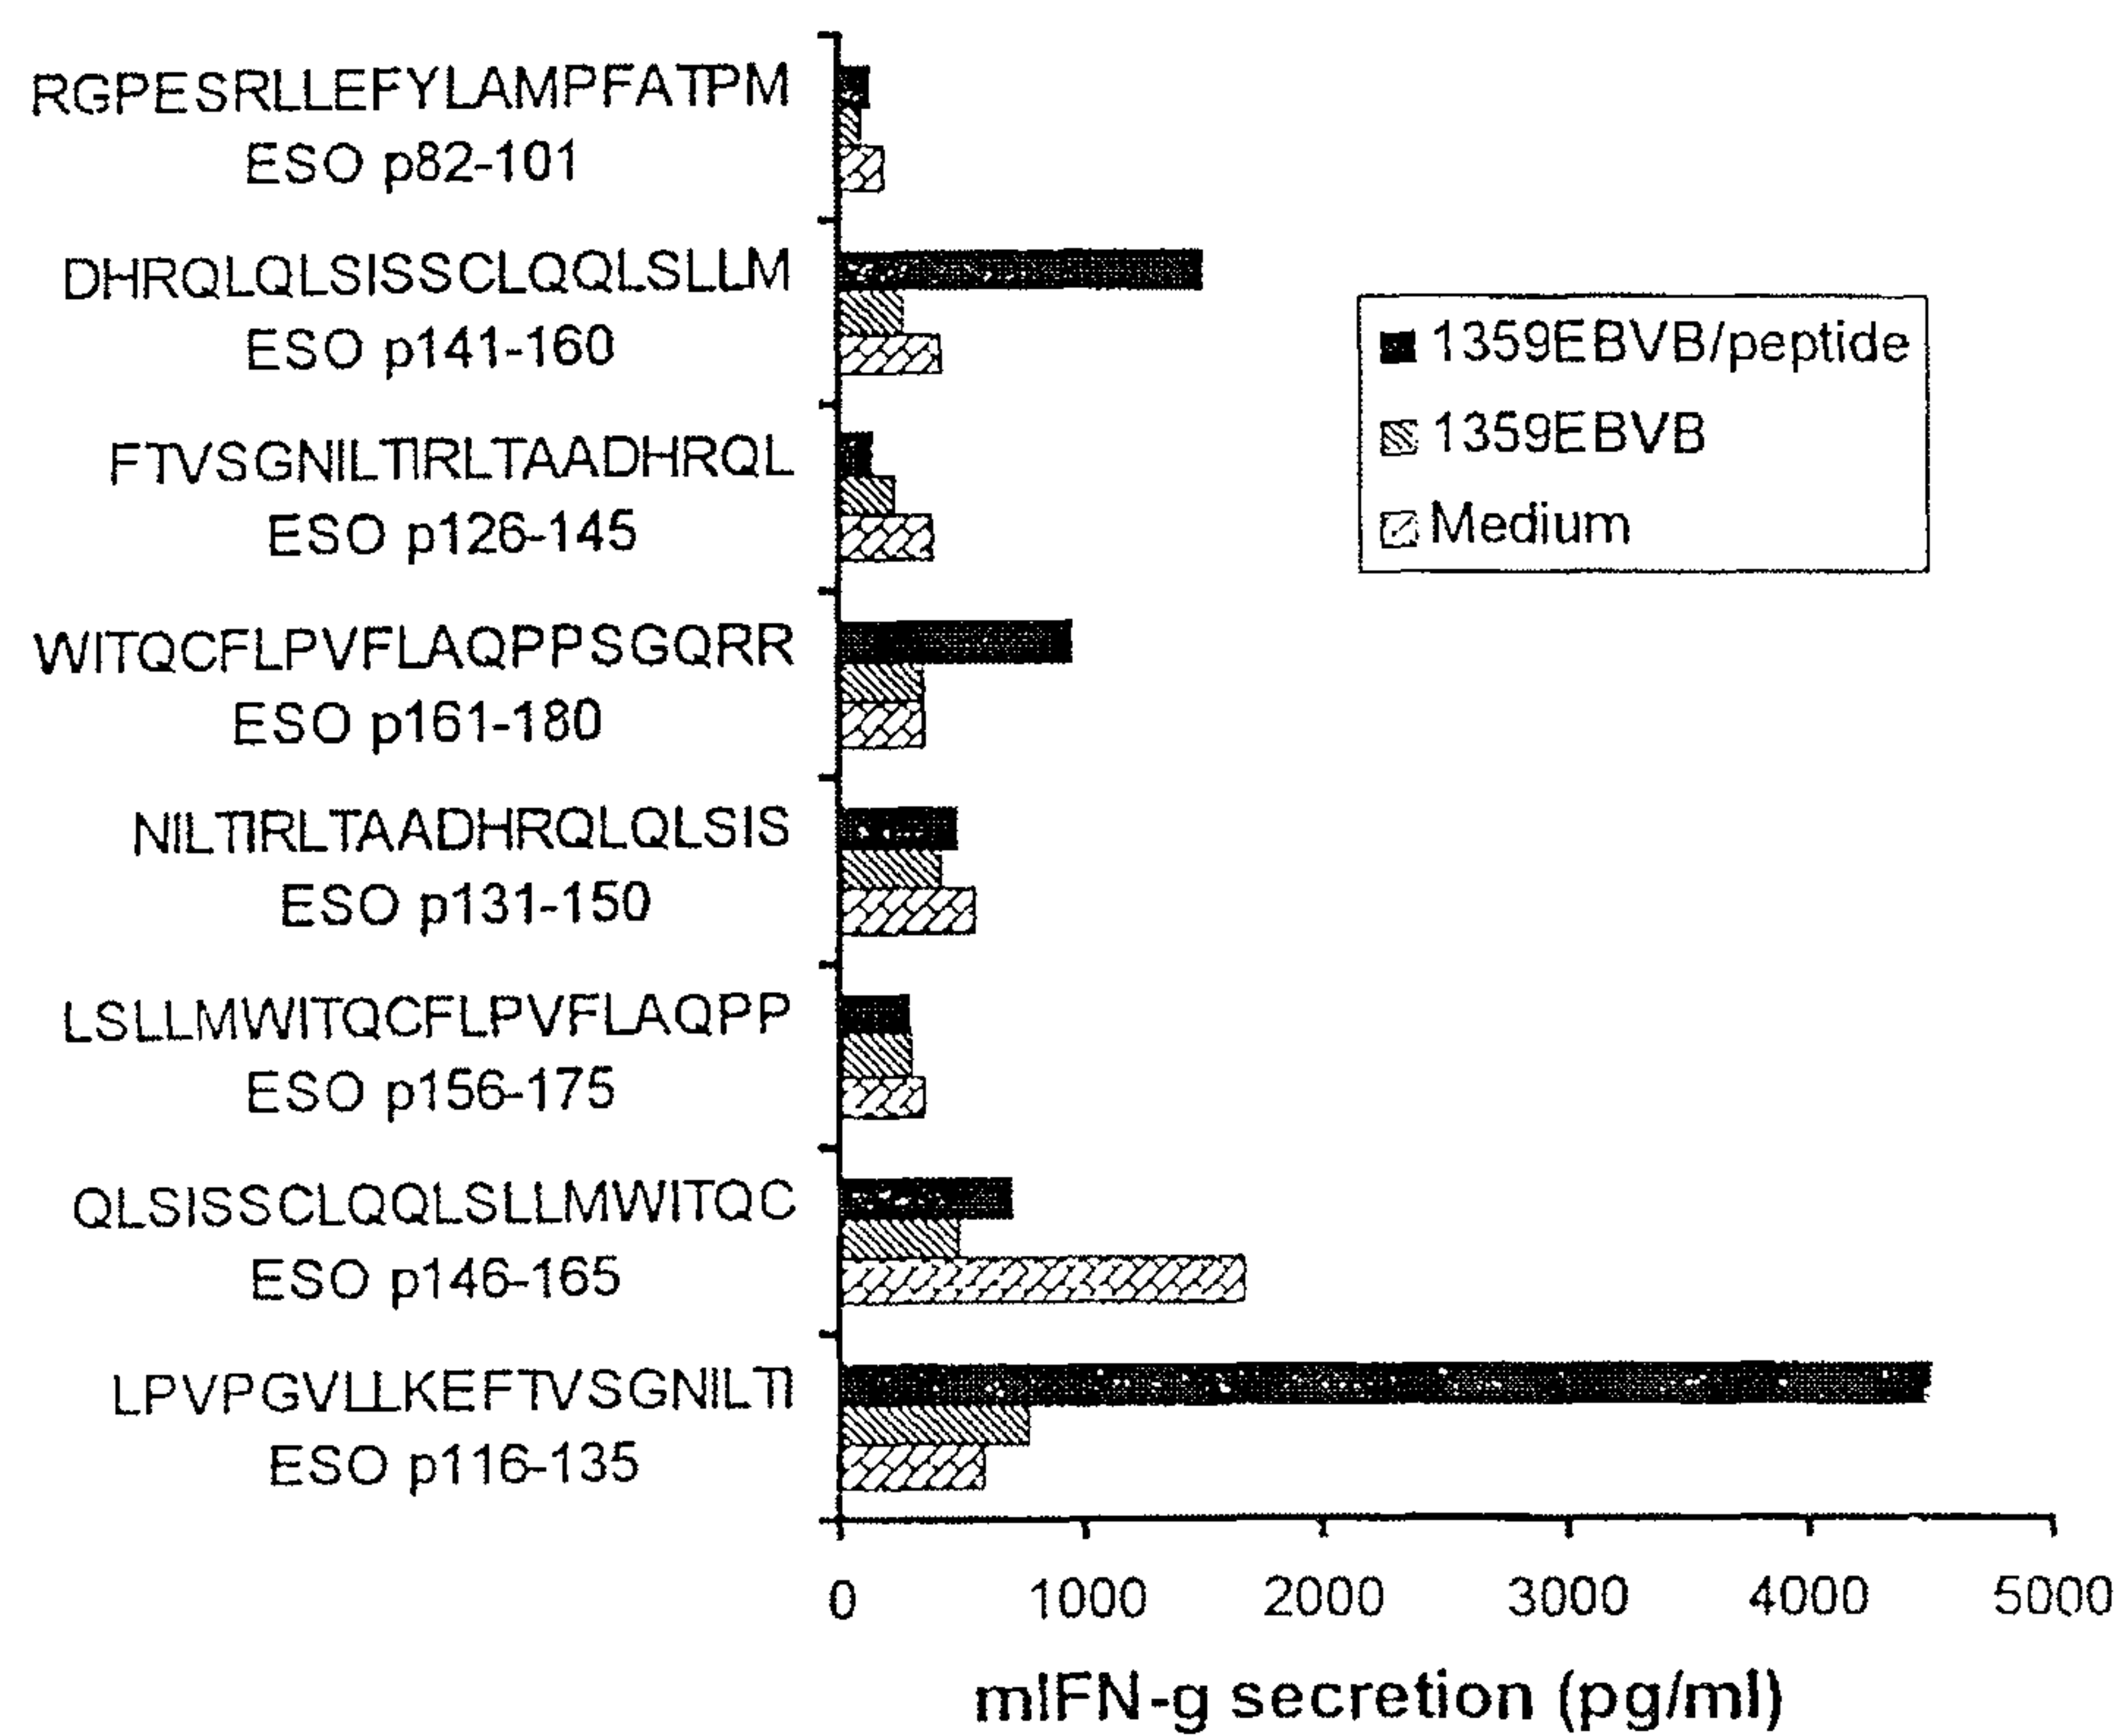 RGPESRLLEFYLAMPFATPM
ESO p82-101
DHRQLQLSISSCLQQLSLLM
ESO p141-160
FTVSGNILTIRLTAADHRQL
ESO p126-145
WITQCFLPVFLAQPPSGQRR
ESO p161-180
NILTIRLTAADHRQLQLSIS
ESO p131-150
LSLLMWITQCFLPVFLAQPP
ESO p156-175
QLSISSCLQQLSLLMWITQC
ESO p146-165
LPVPGVLLKEFTVSGNILTI
ESO p116-135
1359EBVB/peptide
1359EBVB
Medium
0 1000 2000 3000 4000 5000
mIFN-g secretion (pg/ml)